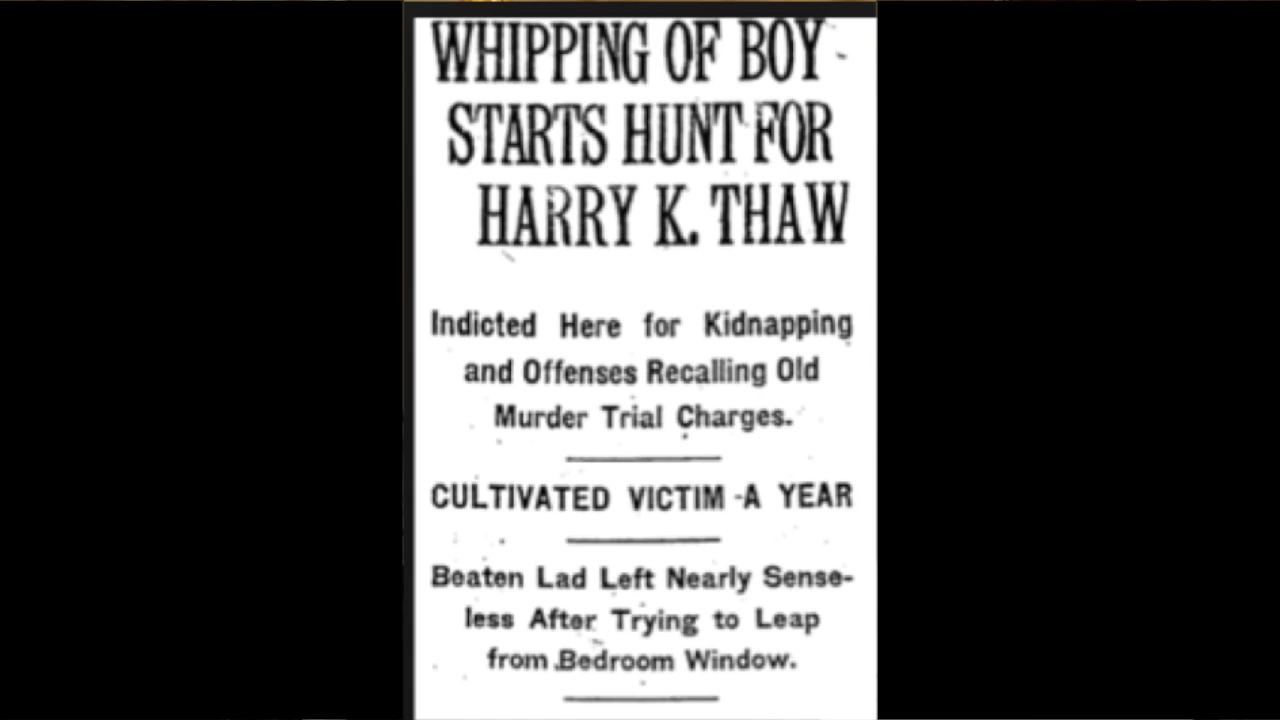 WHIPPING OF BOY
STARTS HUNT FOR
HARRY K. THAW
Indicted Here for Kidnapping
and Offenses Recalling Old
Murder Trial Charges.
CULTIVATED VICTIM A YEAR
Beaten Lad Left Nearly Sense-
less After Trying to Leap
from Bedroom Window.